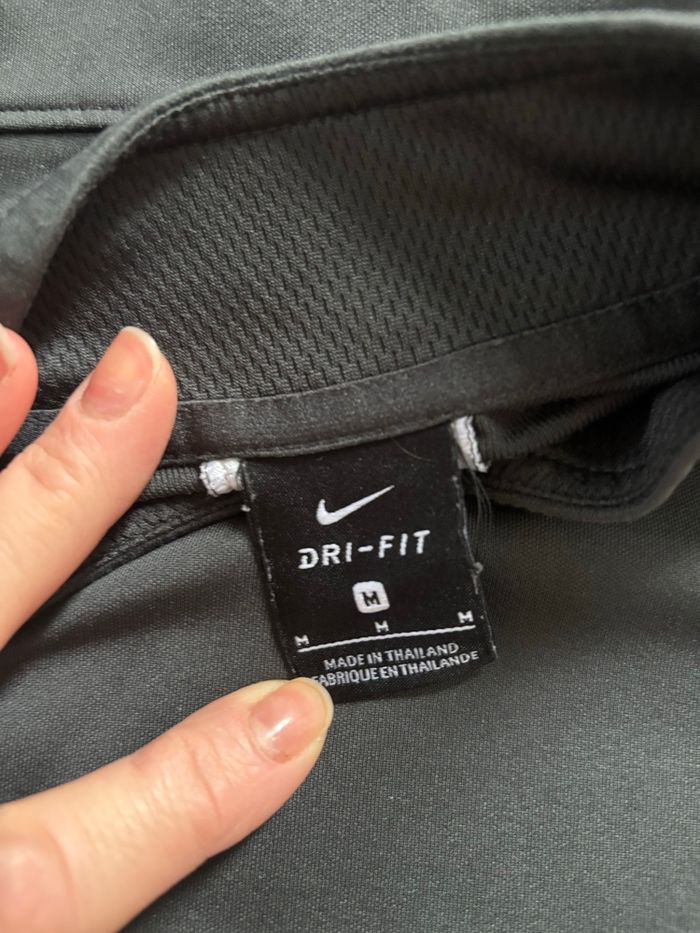 DRI-FIT
M
M M M
MADE IN THAILAND
FABRIQUE EN THAILANDE